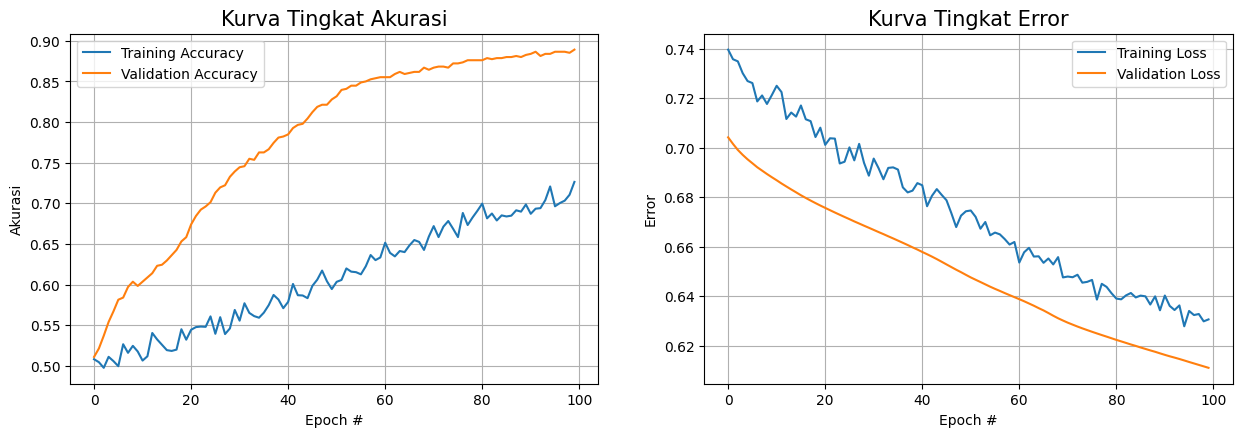 Kurva Tingkat Akurasi
0.90
0.85
0.80
0.75
0.70
0.65
0.60
0.55
0.50
Akurasi
Training Accuracy
Validation Accuracy
0 20 40 60 80 100
Epoch #
Kurva Tingkat Error
0.74
0.72
0.70
0.68
0.66
0.64
0.62
Error
Training Loss
Validation Loss
0 20 40 60 80 100
Epoch #